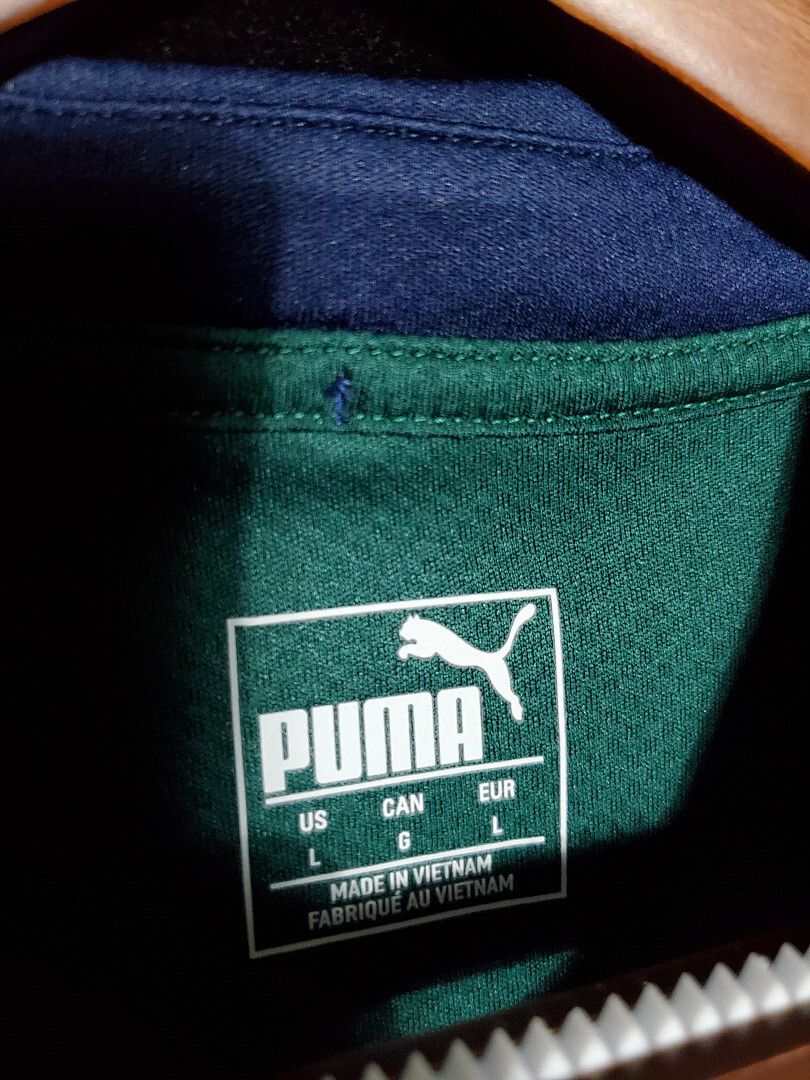 PUMA
US CAN EUR
L G L
MADE IN VIETNAM
FABRIQUÉ AU VIETNAM